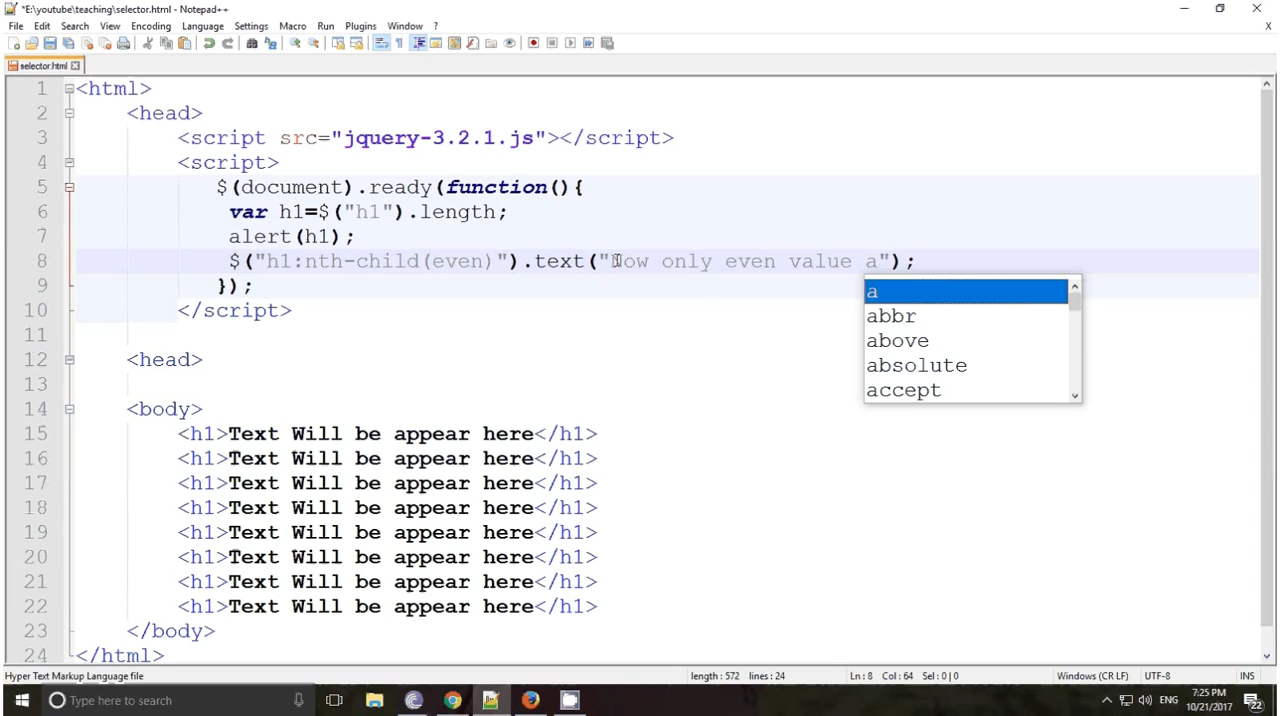 *E:\youtube\teaching\selector.html - Notepad++
File Edit Search View Encoding Language Settings Macro Run Plugins Window ? X
selector.html
1 <html>
2 <head>
3 <script src="jquery-3.2.1.js"></script>
4 <script>
5 $(document).ready(function(){
6 var h1=$("h1").length;
7 alert(h1);
8 $("h1:nth-child(even)").text("Now only even value a");
9 });
10 </script>
11
12 <head>
13
14 <body>
15 <h1>Text Will be appear here</h1>
16 <h1>Text Will be appear here</h1>
17 <h1>Text Will be appear here</h1>
18 <h1>Text Will be appear here</h1>
19 <h1>Text Will be appear here</h1>
20 <h1>Text Will be appear here</h1>
21 <h1>Text Will be appear here</h1>
22 <h1>Text Will be appear here</h1>
23 </body>
24 </html>
a
abbr
above
absolute
accept
Hyper Text Markup Language file length : 572 lines : 24 Ln : 8 Col : 64 Sel : 0 | 0 Windows (CR LF) UTF-8 INS
Type here to search ENG 7:25 PM
10/21/2017 22